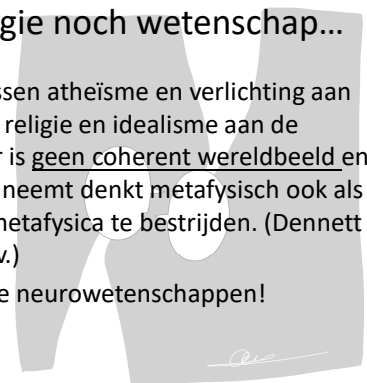 gie noch wetenschap…
ssen atheïsme en verlichting aan
religie en idealisme aan de
r is geen coherent wereldbeeld en
neemt denkt metafysisch ook als
metafysica te bestrijden. (Dennett
v.)
e neurowetenschappen!